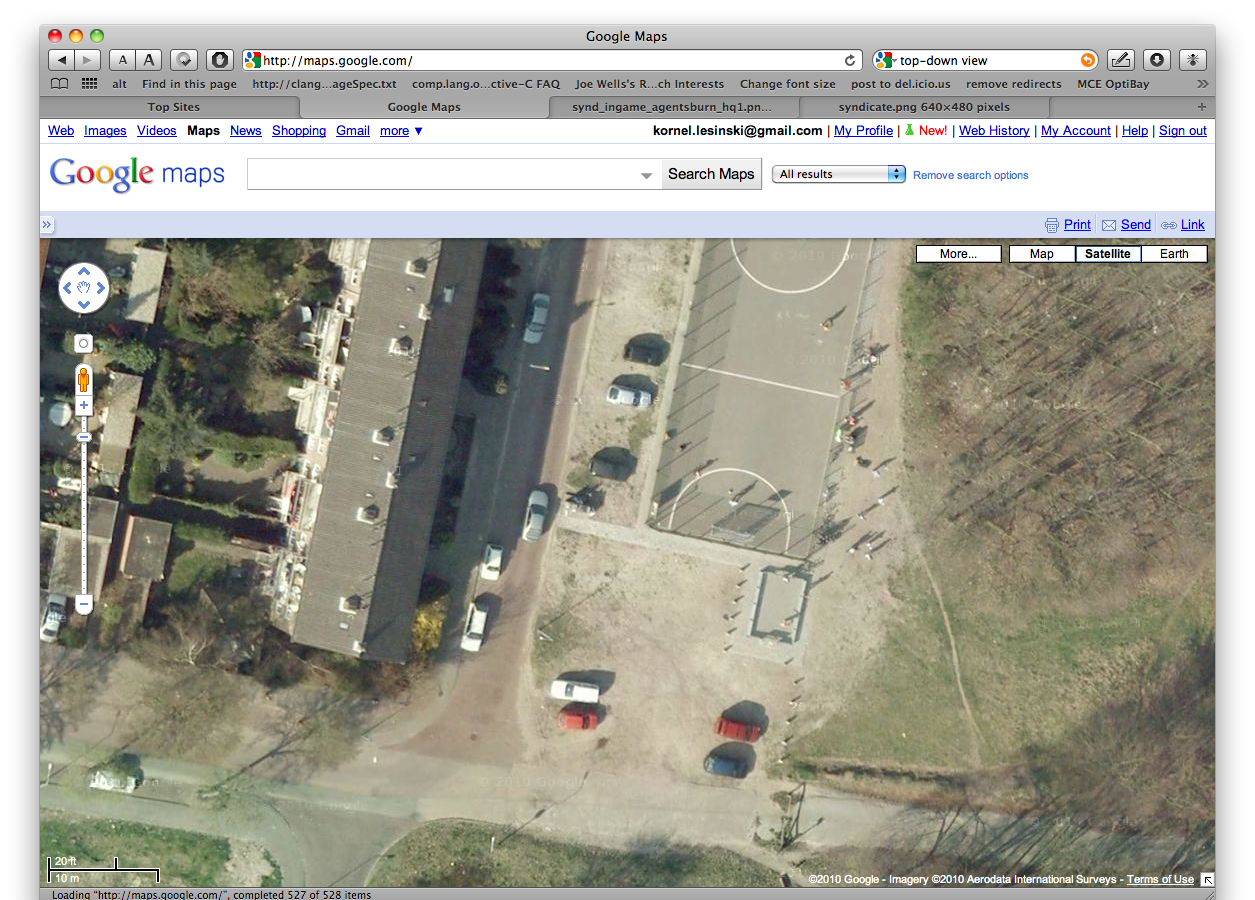 Google Maps
A A http://maps.google.com/ top-down view
alt Find in this page http://clang....ageSpec.txt comp.lang.o...ctive-C FAQ Joe Wells's R...ch Interests Change font size post to del.icio.us remove redirects MCE OptiBay »
Top Sites Google Maps synd_ingame_agentsburn_hq1.pn... syndicate.png 640×480 pixels +
Web Images Videos Maps News Shopping Gmail more ▼ kornel.lesinski@gmail.com | My Profile | New! | Web History | My Account | Help | Sign out
Google maps Search Maps All results Remove search options
» Print Send Link
More... Map Satellite Earth
20 ft
10 m
©2010 Google - Imagery ©2010 Aerodata International Surveys - Terms of Use
Loading “http://maps.google.com/”, completed 527 of 528 items